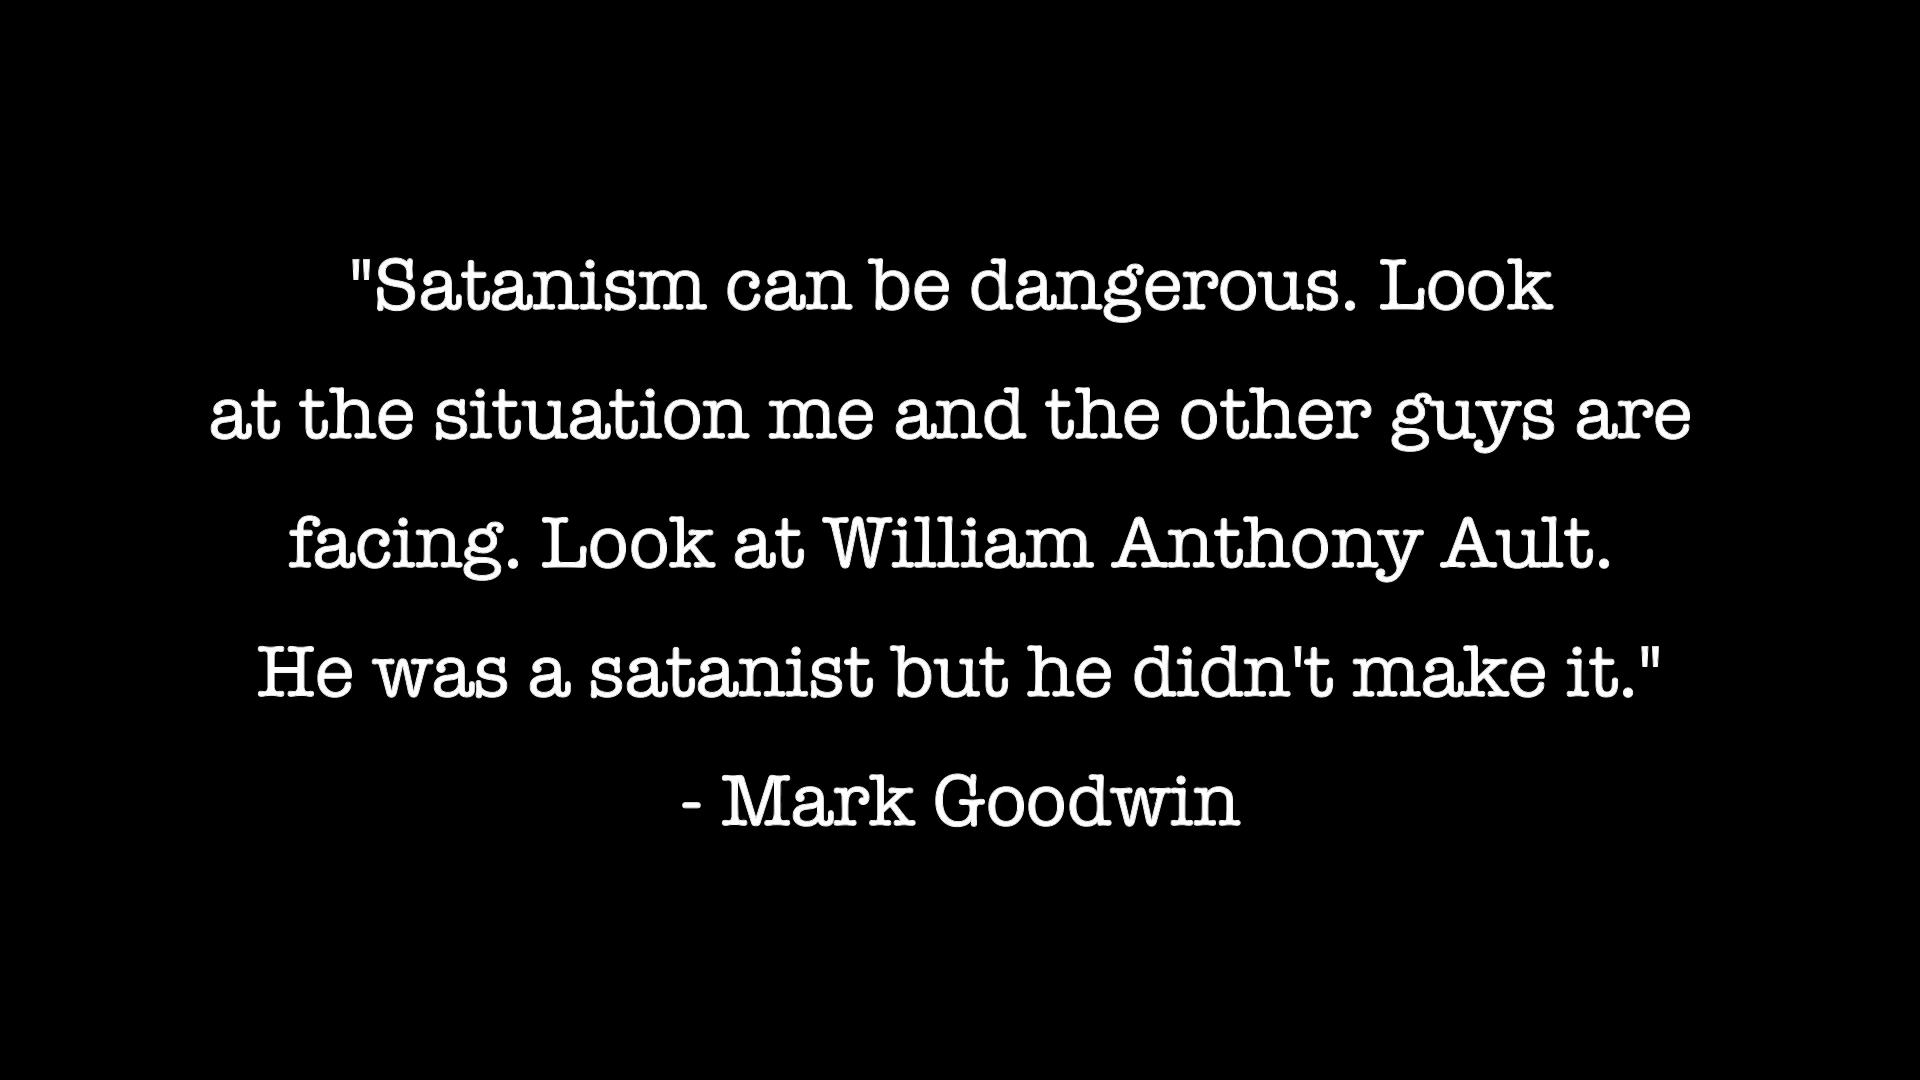 "Satanism can be dangerous. Look
at the situation me and the other guys are
facing. Look at William Anthony Ault.
He was a satanist but he didn't make it."
- Mark Goodwin